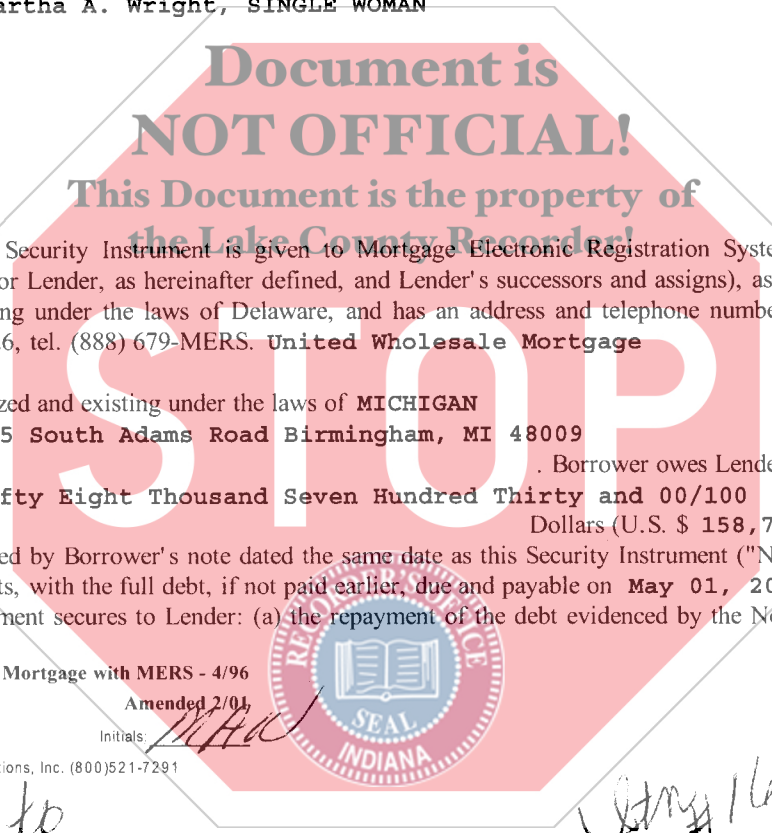 artha A. Wright, SINGLE WOMAN
Document is
NOT OFFICIAL!
This Document is the property of
the Lake County Recorder!
Security Instrument is given to Mortgage Electronic Registration Syste
or Lender, as hereinafter defined, and Lender's successors and assigns), as
ng under the laws of Delaware, and has an address and telephone numbe
26, tel. (888) 679-MERS. United Wholesale Mortgage
zed and existing under the laws of MICHIGAN
5 South Adams Road Birmingham, MI 48009
. Borrower owes Lende
fty Eight Thousand Seven Hundred Thirty and 00/100
Dollars (U.S. $ 158,7
ed by Borrower's note dated the same date as this Security Instrument ("N
ts, with the full debt, if not paid earlier, due and payable on May 01, 20
ment secures to Lender: (a) the repayment of the debt evidenced by the No
STOP
Mortgage with MERS - 4/96
Amended 2/01
Initials: MAW
tions, Inc. (800)521-7291
RECORDER'S OFFICE
SEAL
INDIANA
to